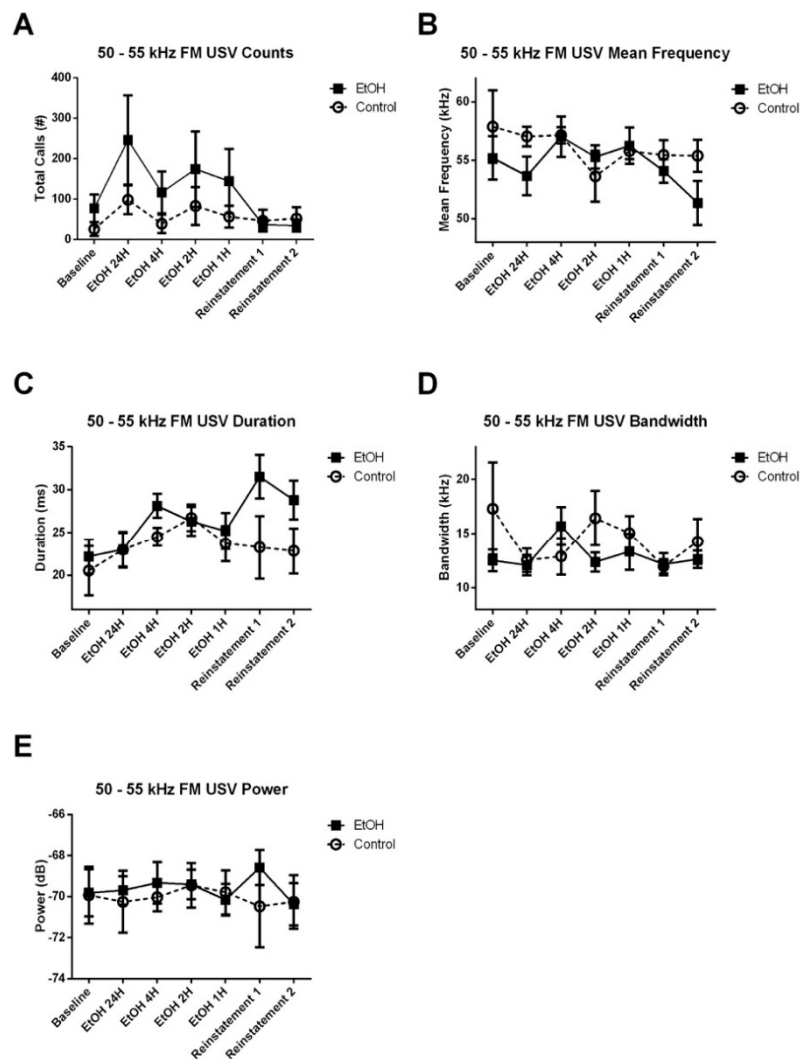 A
50 - 55 kHz FM USV Counts
EtOH
Control
Total Calls (#)
400
300
200
100
0
Baseline
EtOH 24H
EtOH 4H
EtOH 2H
EtOH 1H
Reinstatement 1
Reinstatement 2
B
50 - 55 kHz FM USV Mean Frequency
EtOH
Control
Mean Frequency (kHz)
60
55
50
Baseline
EtOH 24H
EtOH 4H
EtOH 2H
EtOH 1H
Reinstatement 1
Reinstatement 2
C
50 - 55 kHz FM USV Duration
EtOH
Control
Duration (ms)
35
30
25
20
Baseline
EtOH 24H
EtOH 4H
EtOH 2H
EtOH 1H
Reinstatement 1
Reinstatement 2
D
50 - 55 kHz FM USV Bandwidth
EtOH
Control
Bandwidth (kHz)
20
15
10
Baseline
EtOH 24H
EtOH 4H
EtOH 2H
EtOH 1H
Reinstatement 1
Reinstatement 2
E
50 - 55 kHz FM USV Power
EtOH
Control
Power (dB)
-66
-68
-70
-72
-74
Baseline
EtOH 24H
EtOH 4H
EtOH 2H
EtOH 1H
Reinstatement 1
Reinstatement 2